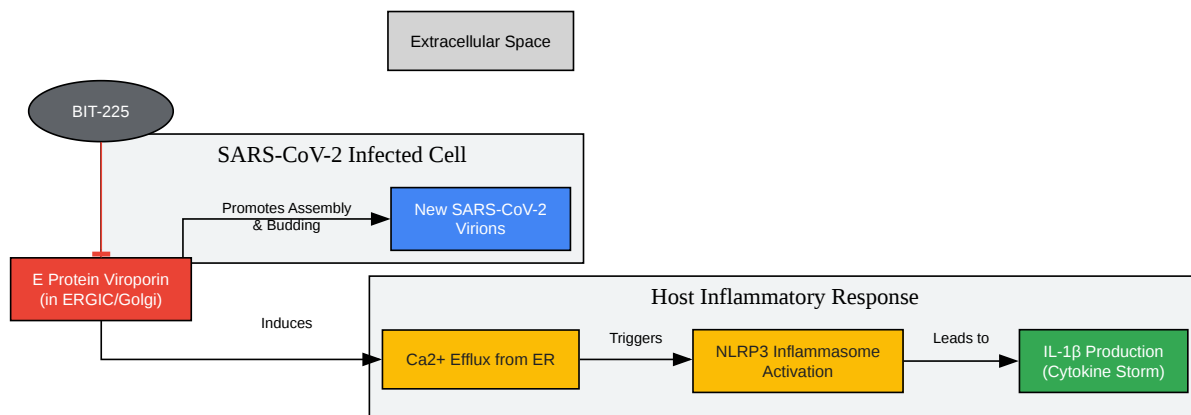 Extracellular Space
BIT-225
SARS-CoV-2 Infected Cell
Promotes Assembly
& Budding
New SARS-CoV-2
Virions
E Protein Viroporin
(in ERGIC/Golgi)
Host Inflammatory Response
Induces
Ca2+ Efflux from ER
Triggers
NLRP3 Inflammasome
Activation
Leads to
IL-1β Production
(Cytokine Storm)